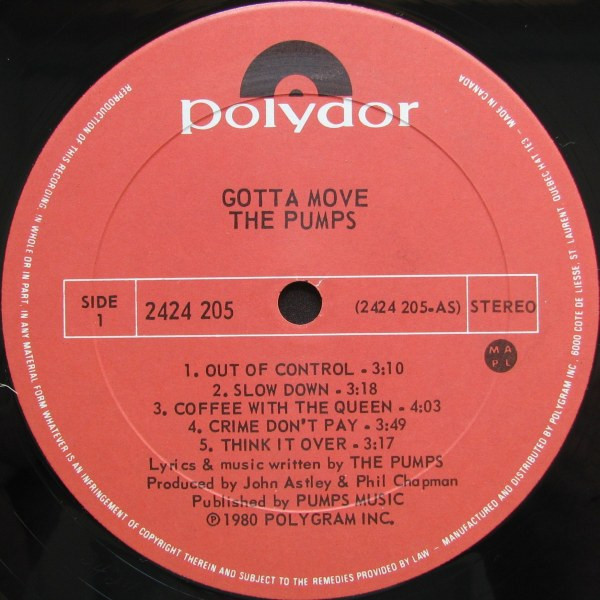 polydor
GOTTA MOVE
THE PUMPS
SIDE 1
2424 205
(2424 205-AS)
STEREO
M A P L
1. OUT OF CONTROL - 3:10
2. SLOW DOWN - 3:18
3. COFFEE WITH THE QUEEN - 4:03
4. CRIME DON'T PAY - 3:49
5. THINK IT OVER - 3:17
Lyrics & music written by THE PUMPS
Produced by John Astley & Phil Chapman
Published by PUMPS MUSIC
℗ 1980 POLYGRAM INC.
REPRODUCTION OF THIS RECORDING, IN WHOLE OR IN PART, IN ANY MATERIAL FORM WHATEVER IS AN INFRINGEMENT OF COPYRIGHT THEREIN AND SUBJECT TO THE REMEDIES PROVIDED BY LAW - MANUFACTURED AND DISTRIBUTED BY POLYGRAM INC., 6000 COTE DE LIESSE, ST LAURENT, QUEBEC H4T 1E3 - MADE IN CANADA